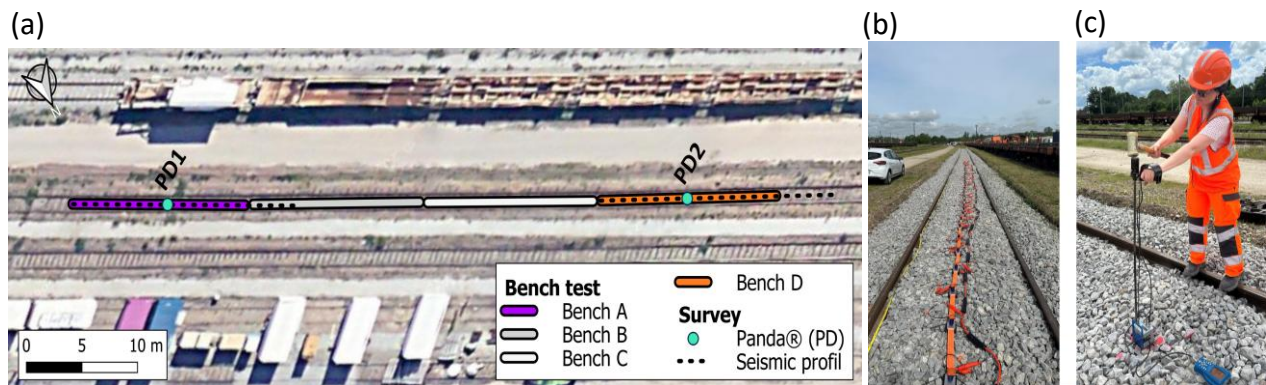 (a)
(b)
(c)
PD1
PD2
Bench test
Bench A
Bench B
Bench C
Bench D
Survey
Panda® (PD)
Seismic profil
0 5 10 m